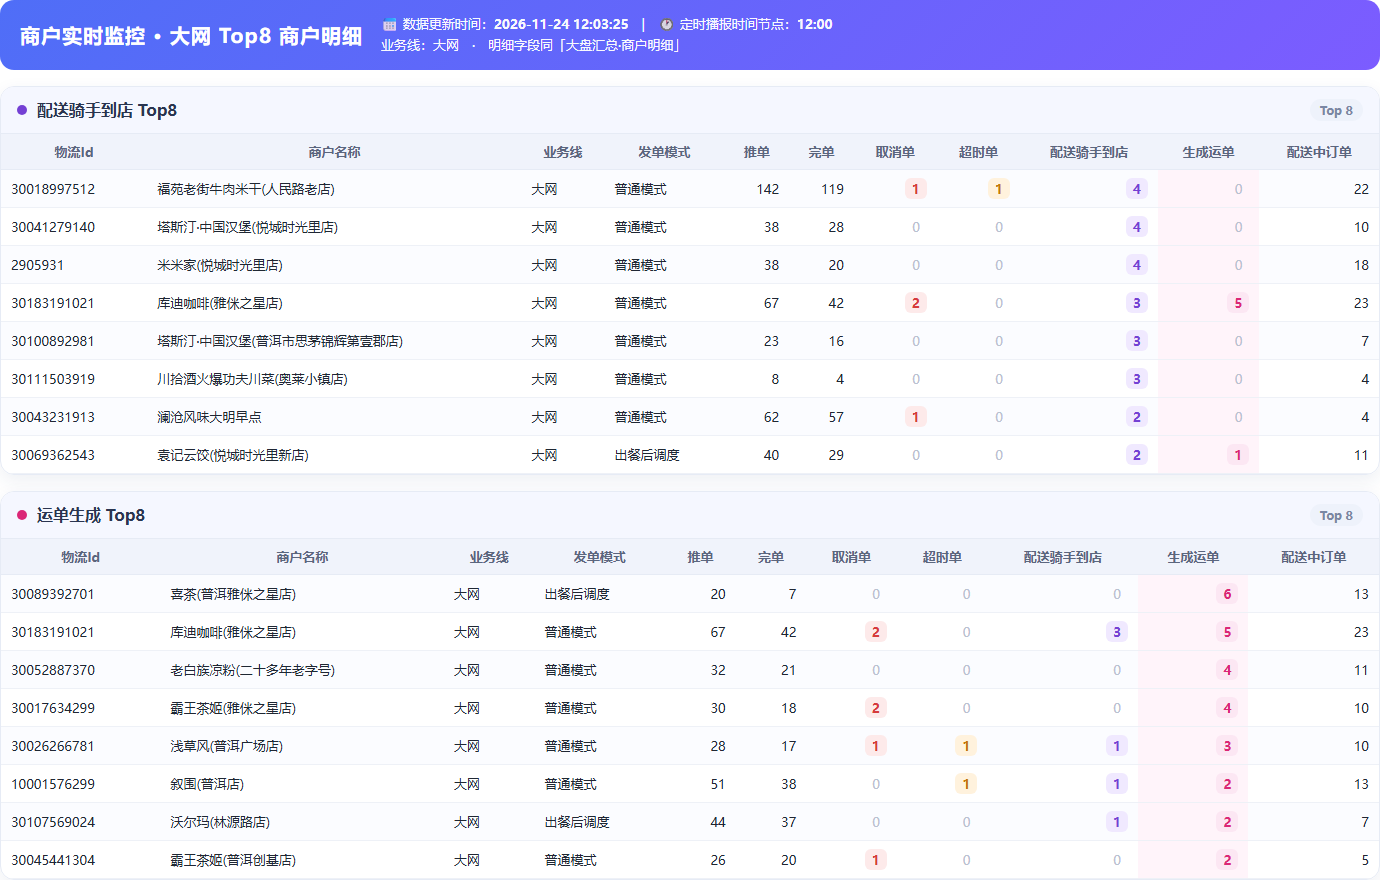 商户实时监控 • 大网 Top8 商户明细
数据更新时间：2026-11-24 12:03:25 | 定时播报时间节点：12:00
业务线：大网 · 明细字段同「大盘汇总·商户明细」
配送骑手到店 Top8 Top 8
物流Id 商户名称 业务线 发单模式 推单 完单 取消单 超时单 配送骑手到店 生成运单 配送中订单
30018997512 福苑老街牛肉米干(人民路老店) 大网 普通模式 142 119 1 1 4 0 22
30041279140 塔斯汀·中国汉堡(悦城时光里店) 大网 普通模式 38 28 0 0 4 0 10
2905931 米米家(悦城时光里店) 大网 普通模式 38 20 0 0 4 0 18
30183191021 库迪咖啡(雅侎之星店) 大网 普通模式 67 42 2 0 3 5 23
30100892981 塔斯汀·中国汉堡(普洱市思茅锦辉第壹郡店) 大网 普通模式 23 16 0 0 3 0 7
30111503919 川拾酒火爆功夫川菜(奥莱小镇店) 大网 普通模式 8 4 0 0 3 0 4
30043231913 澜沧风味大明早点 大网 普通模式 62 57 1 0 2 0 4
30069362543 袁记云饺(悦城时光里新店) 大网 出餐后调度 40 29 0 0 2 1 11
运单生成 Top8 Top 8
物流Id 商户名称 业务线 发单模式 推单 完单 取消单 超时单 配送骑手到店 生成运单 配送中订单
30089392701 喜茶(普洱雅侎之星店) 大网 出餐后调度 20 7 0 0 0 6 13
30183191021 库迪咖啡(雅侎之星店) 大网 普通模式 67 42 2 0 3 5 23
30052887370 老白族凉粉(二十多年老字号) 大网 普通模式 32 21 0 0 0 4 11
30017634299 霸王茶姬(雅侎之星店) 大网 普通模式 30 18 2 0 0 4 10
30026266781 浅草风(普洱广场店) 大网 普通模式 28 17 1 1 1 3 10
10001576299 叙围(普洱店) 大网 普通模式 51 38 0 1 1 2 13
30107569024 沃尔玛(林源路店) 大网 出餐后调度 44 37 0 0 1 2 7
30045441304 霸王茶姬(普洱创基店) 大网 普通模式 26 20 1 0 0 2 5